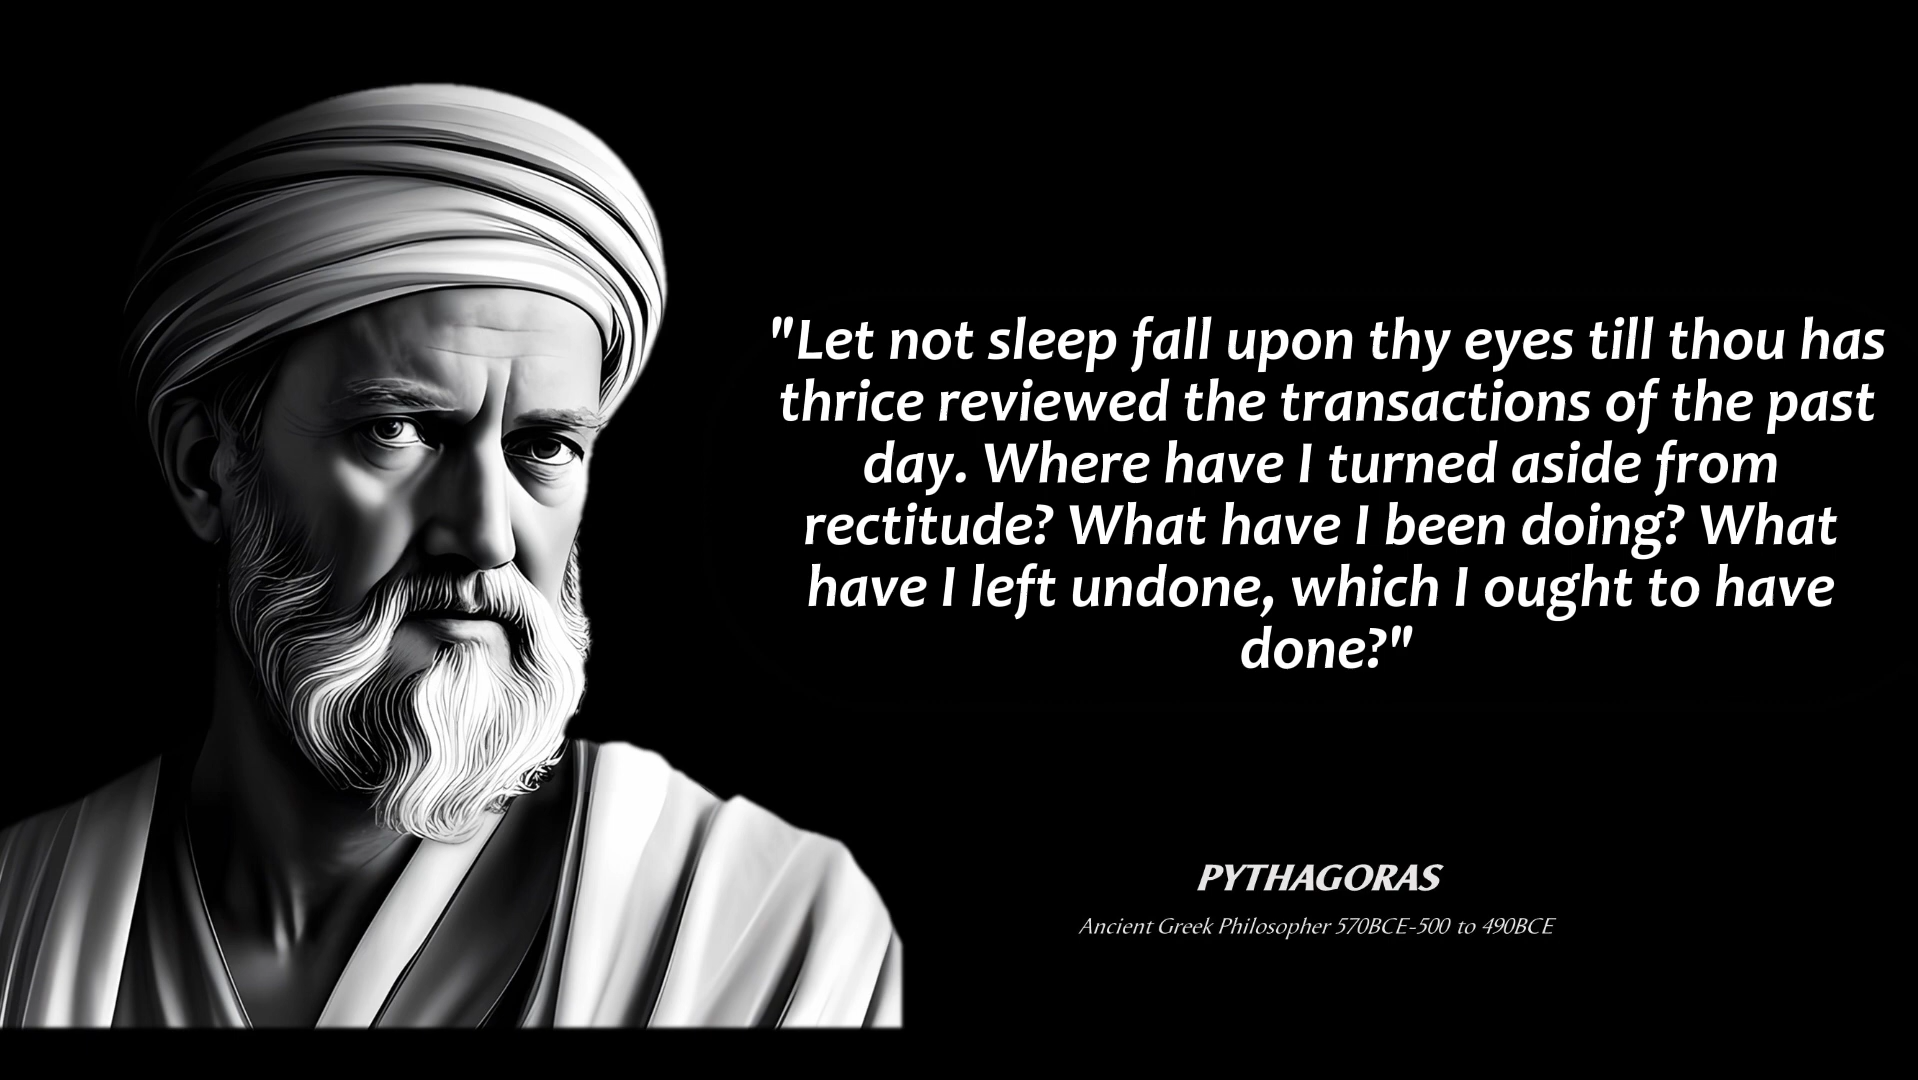 "Let not sleep fall upon thy eyes till thou has
thrice reviewed the transactions of the past
day. Where have I turned aside from
rectitude? What have I been doing? What
have I left undone, which I ought to have
done?"
PYTHAGORAS
Ancient Greek Philosopher 570BCE-500 to 490BCE